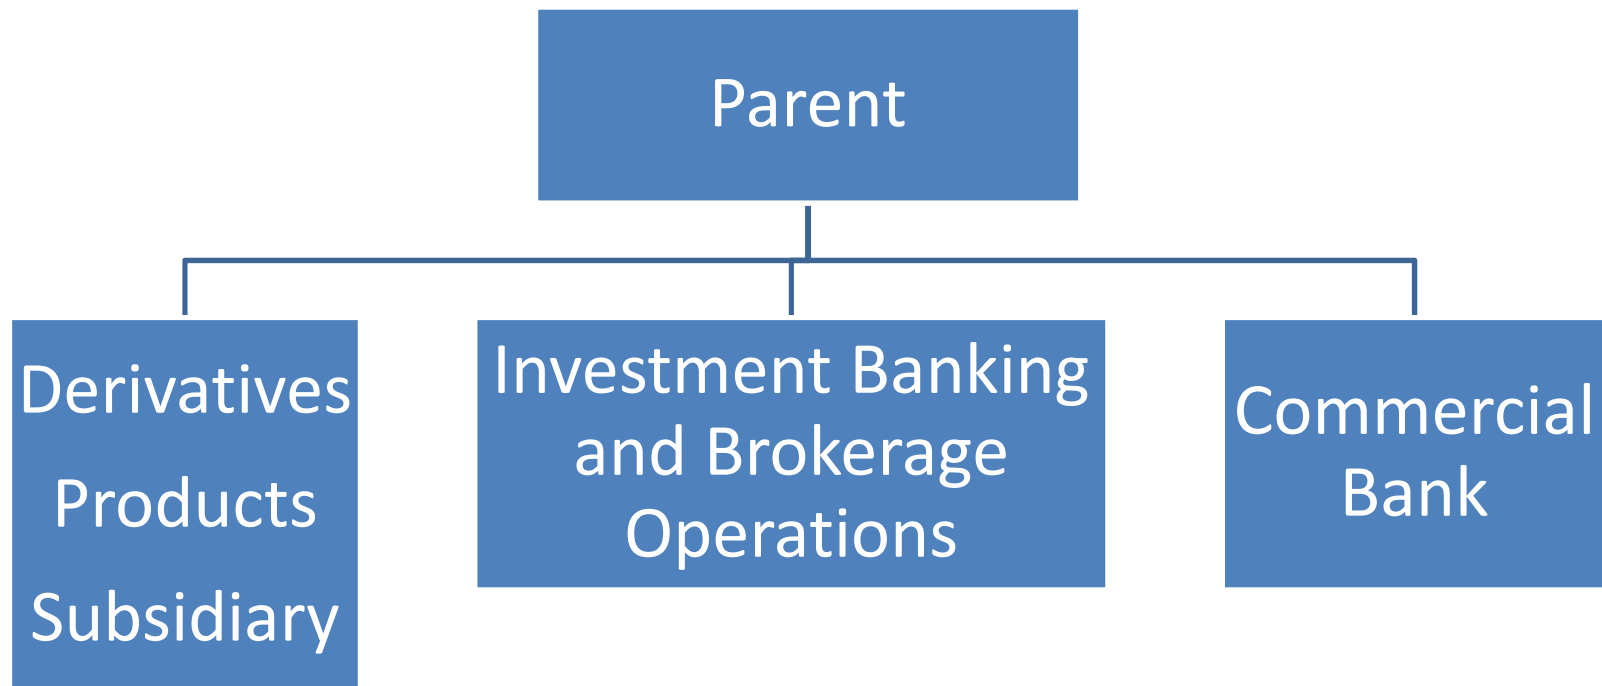 Parent
Derivatives
Products
Subsidiary
Investment Banking
and Brokerage
Operations
Commercial
Bank